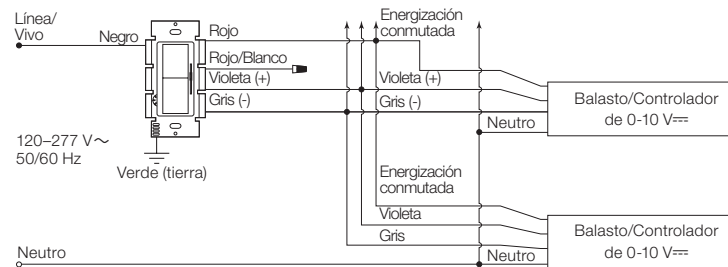 Línea/
Vivo
Negro
Rojo
Rojo/Blanco
Violeta (+)
Gris (-)
120–277 V~
50/60 Hz
Verde (tierra)
Energización
conmutada
Violeta (+)
Gris (-)
Neutro
Balasto/Controlador
de 0-10 V⎓
Energización
conmutada
Violeta
Gris
Neutro
Neutro
Balasto/Controlador
de 0-10 V⎓